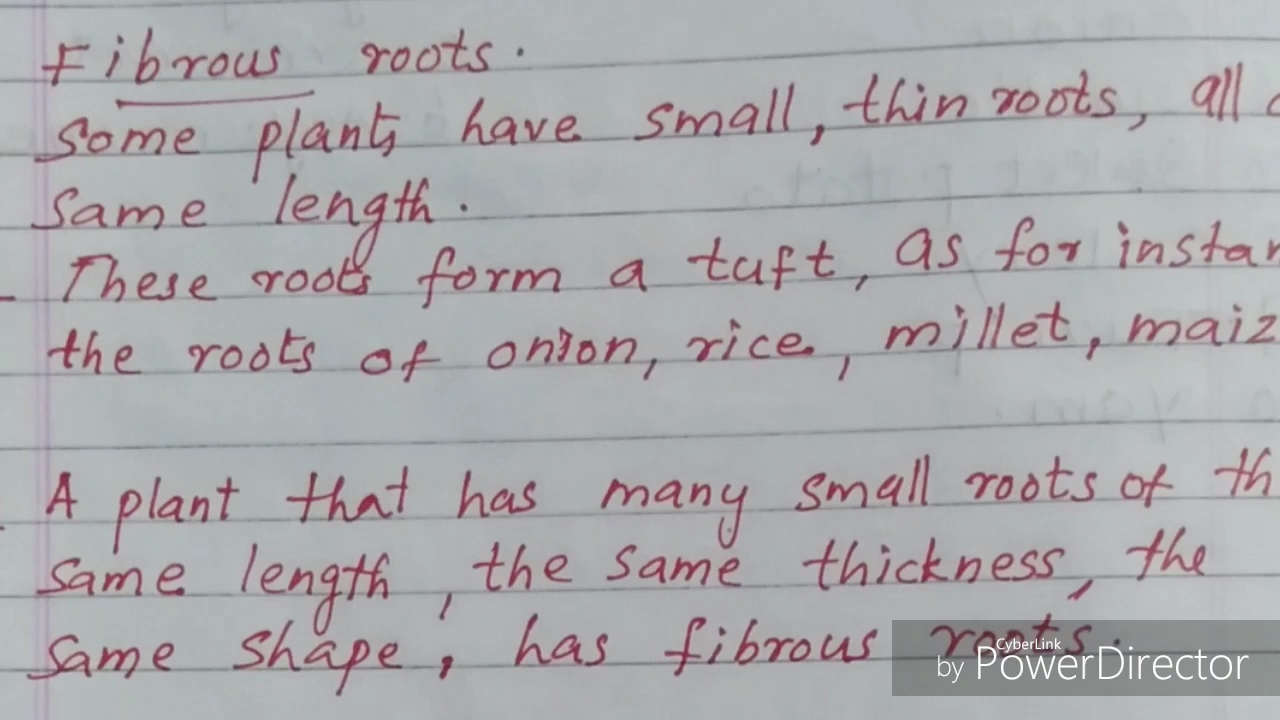 Fibrous roots.
Some plants have small, thin roots, all
same length.
These roots form a tuft, as for
the roots of onion, rice, millet,
A plant that has many small roots of
same length, the same thickness, the
same shape, has fibrous roots.
CyberLink
by PowerDirector